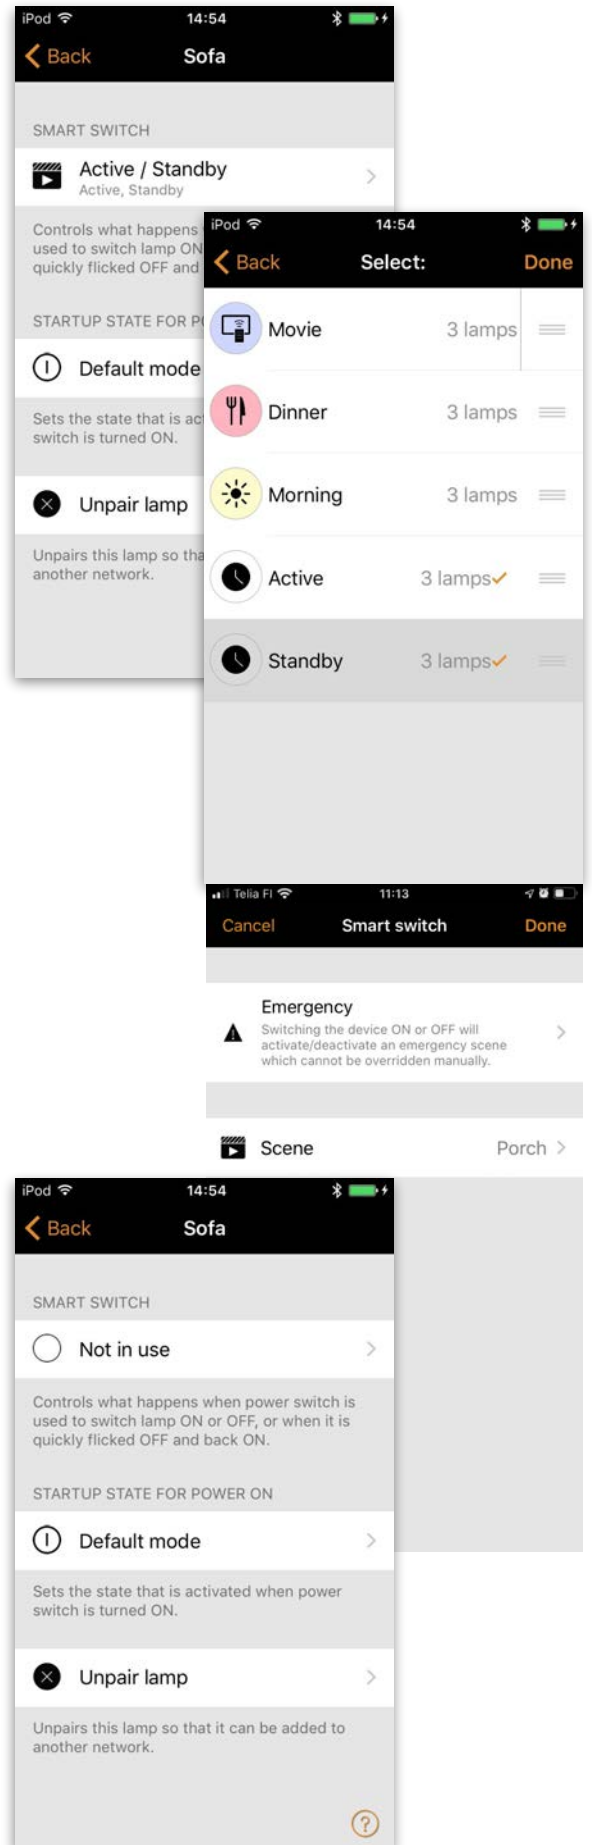 iPod 14:54
Back Sofa
SMART SWITCH
Active / Standby
Active, Standby
Controls what happens
used to switch lamp ON
quickly flicked OFF and
STARTUP STATE FOR P
Default mode
Sets the state that is ac
switch is turned ON.
Unpair lamp
Unpairs this lamp so tha
another network.
iPod 14:54
Back Select: Done
Movie 3 lamps
Dinner 3 lamps
Morning 3 lamps
Active 3 lamps
Standby 3 lamps
Telia FI 11:13
Cancel Smart switch Done
Emergency
Switching the device ON or OFF will
activate/deactivate an emergency scene
which cannot be overridden manually.
Scene Porch
iPod 14:54
Back Sofa
SMART SWITCH
Not in use
Controls what happens when power switch is
used to switch lamp ON or OFF, or when it is
quickly flicked OFF and back ON.
STARTUP STATE FOR POWER ON
Default mode
Sets the state that is activated when power
switch is turned ON.
Unpair lamp
Unpairs this lamp so that it can be added to
another network.
?